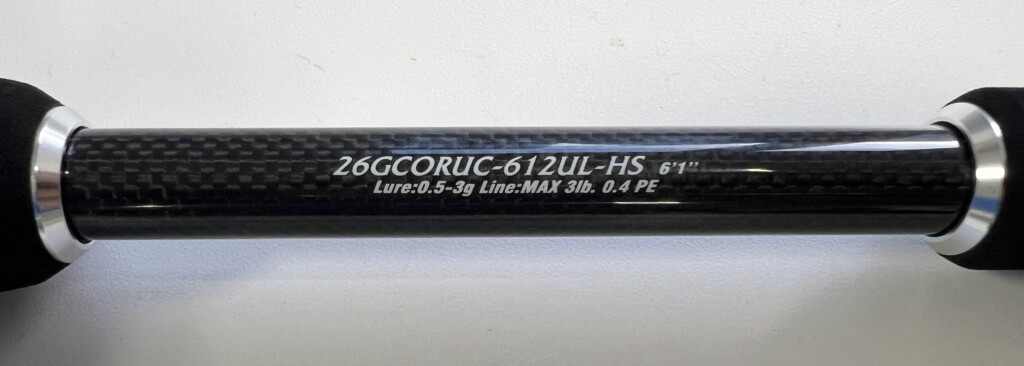 26GCORUC-612UL-HS 6'1"
Lure:0.5-3g Line:MAX 3lb. 0.4 PE